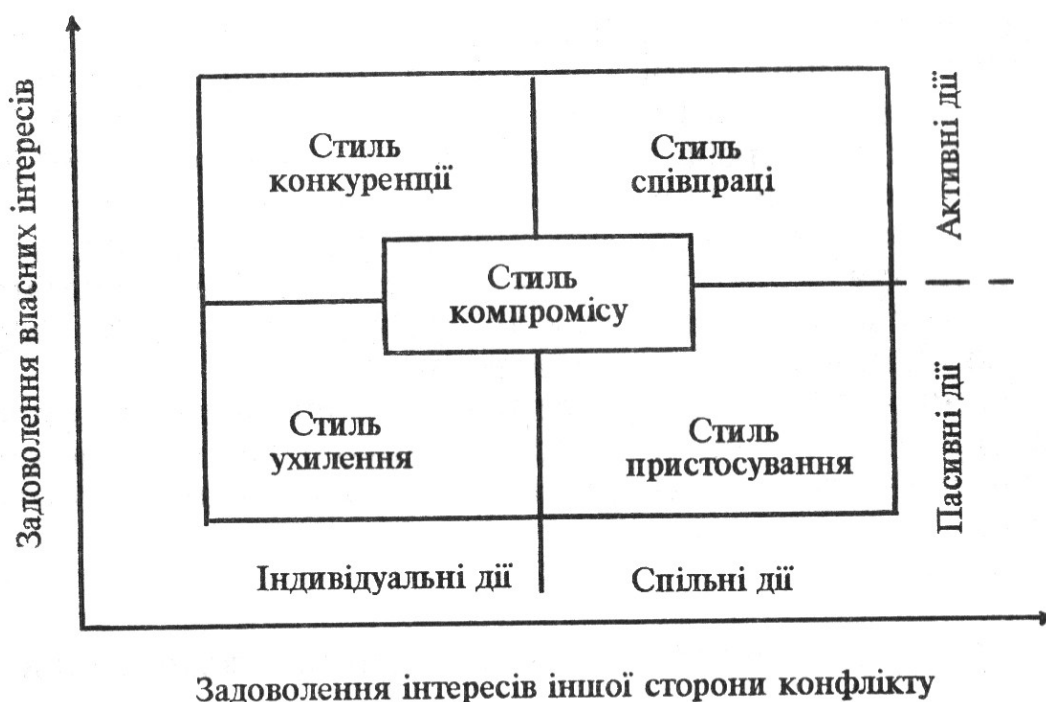 Задоволення власних інтересів
Стиль
конкуренції
Стиль
співпраці
Активні дії
Стиль
компромісу
Стиль
ухилення
Стиль
пристосування
Пасивні дії
Індивідуальні дії
Спільні дії
Задоволення інтересів іншої сторони конфлікту